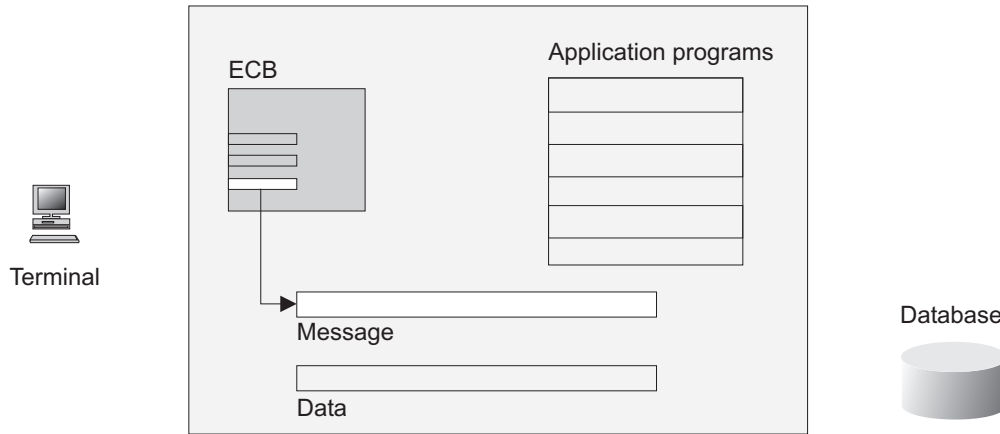 ECB
Application programs
Terminal
Message
Database
Data